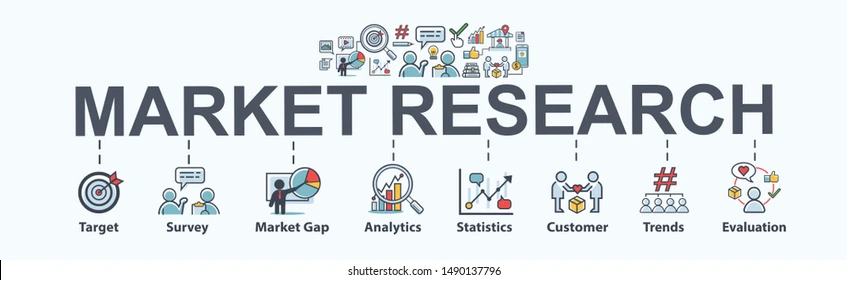 MARKET RESEARCH
Target Survey Market Gap Analytics Statistics Customer Trends Evaluation
shutterstock.com · 1490137796